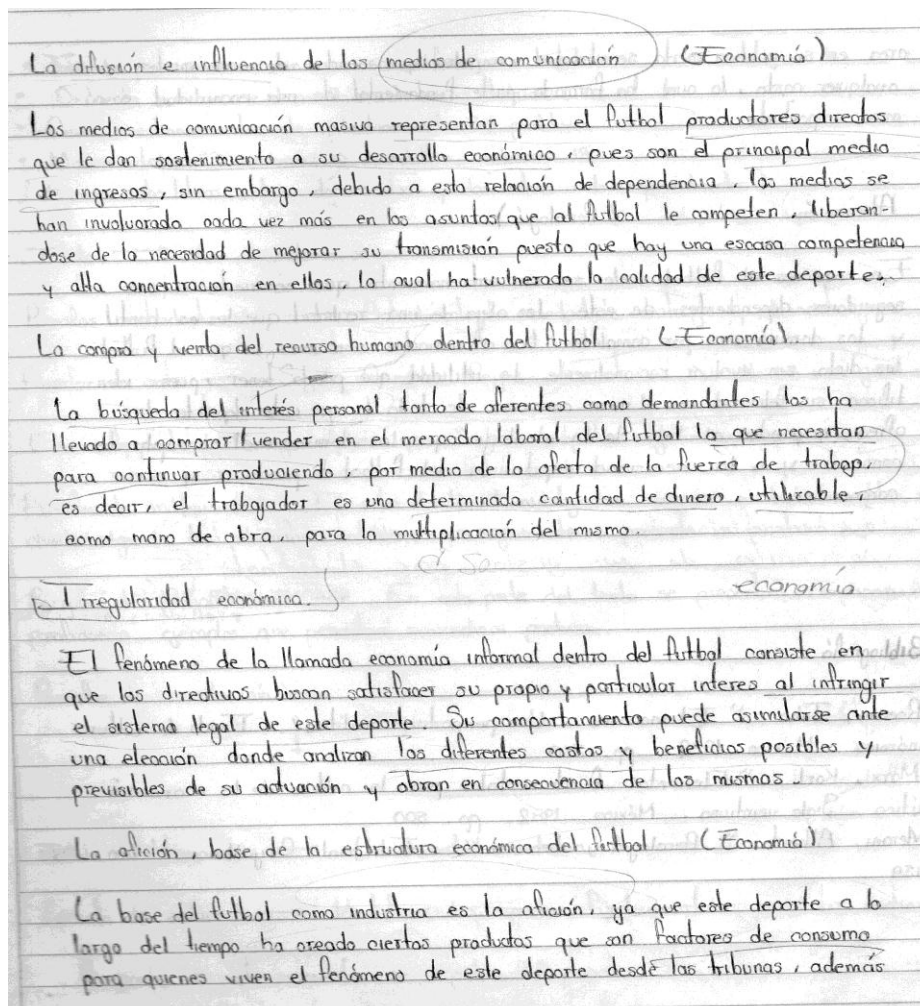 La difusión e influencia de los medios de comunicación (Economía)
Los medios de comunicación masiva representan para el futbol productores directos
que le dan sostenimiento a su desarrollo económico, pues son el principal medio
de ingresos, sin embargo, debido a esta relación de dependencia, los medios se
han involucrado cada vez más en los asuntos que al futbol le competen, liberan-
dose de la necesidad de mejorar su transmisión puesto que hay una escasa competencia
y alta concentración en ellos, lo cual ha vulnerado la calidad de este deporte.
La compra y venta del recurso humano dentro del futbol (Economía)
La búsqueda del interés personal tanto de oferentes como demandantes los ha
llevado a comprar/vender en el mercado laboral del futbol lo que necesitan
para continuar produciendo, por medio de la oferta de la fuerza de trabajo,
es decir, el trabajador es una determinada cantidad de dinero, utilizable,
como mano de obra, para la multiplicación del mismo.
Irregularidad económica. economía
El fenómeno de la llamada economía informal dentro del futbol consiste en
que los directivos buscan satisfacer su propio y particular interes al infringir
el sistema legal de este deporte. Su comportamiento puede asimilarse ante
una elección donde analizan los diferentes costos y beneficios posibles y
previsibles de su actuación y obran en consecuencia de los mismos.
La afición, base de la estructura económica del futbol (Economía)
La base del futbol como industria es la afición, ya que este deporte a lo
largo del tiempo ha creado ciertos productos que son factores de consumo
para quienes viven el fenómeno de este deporte desde las tribunas, además